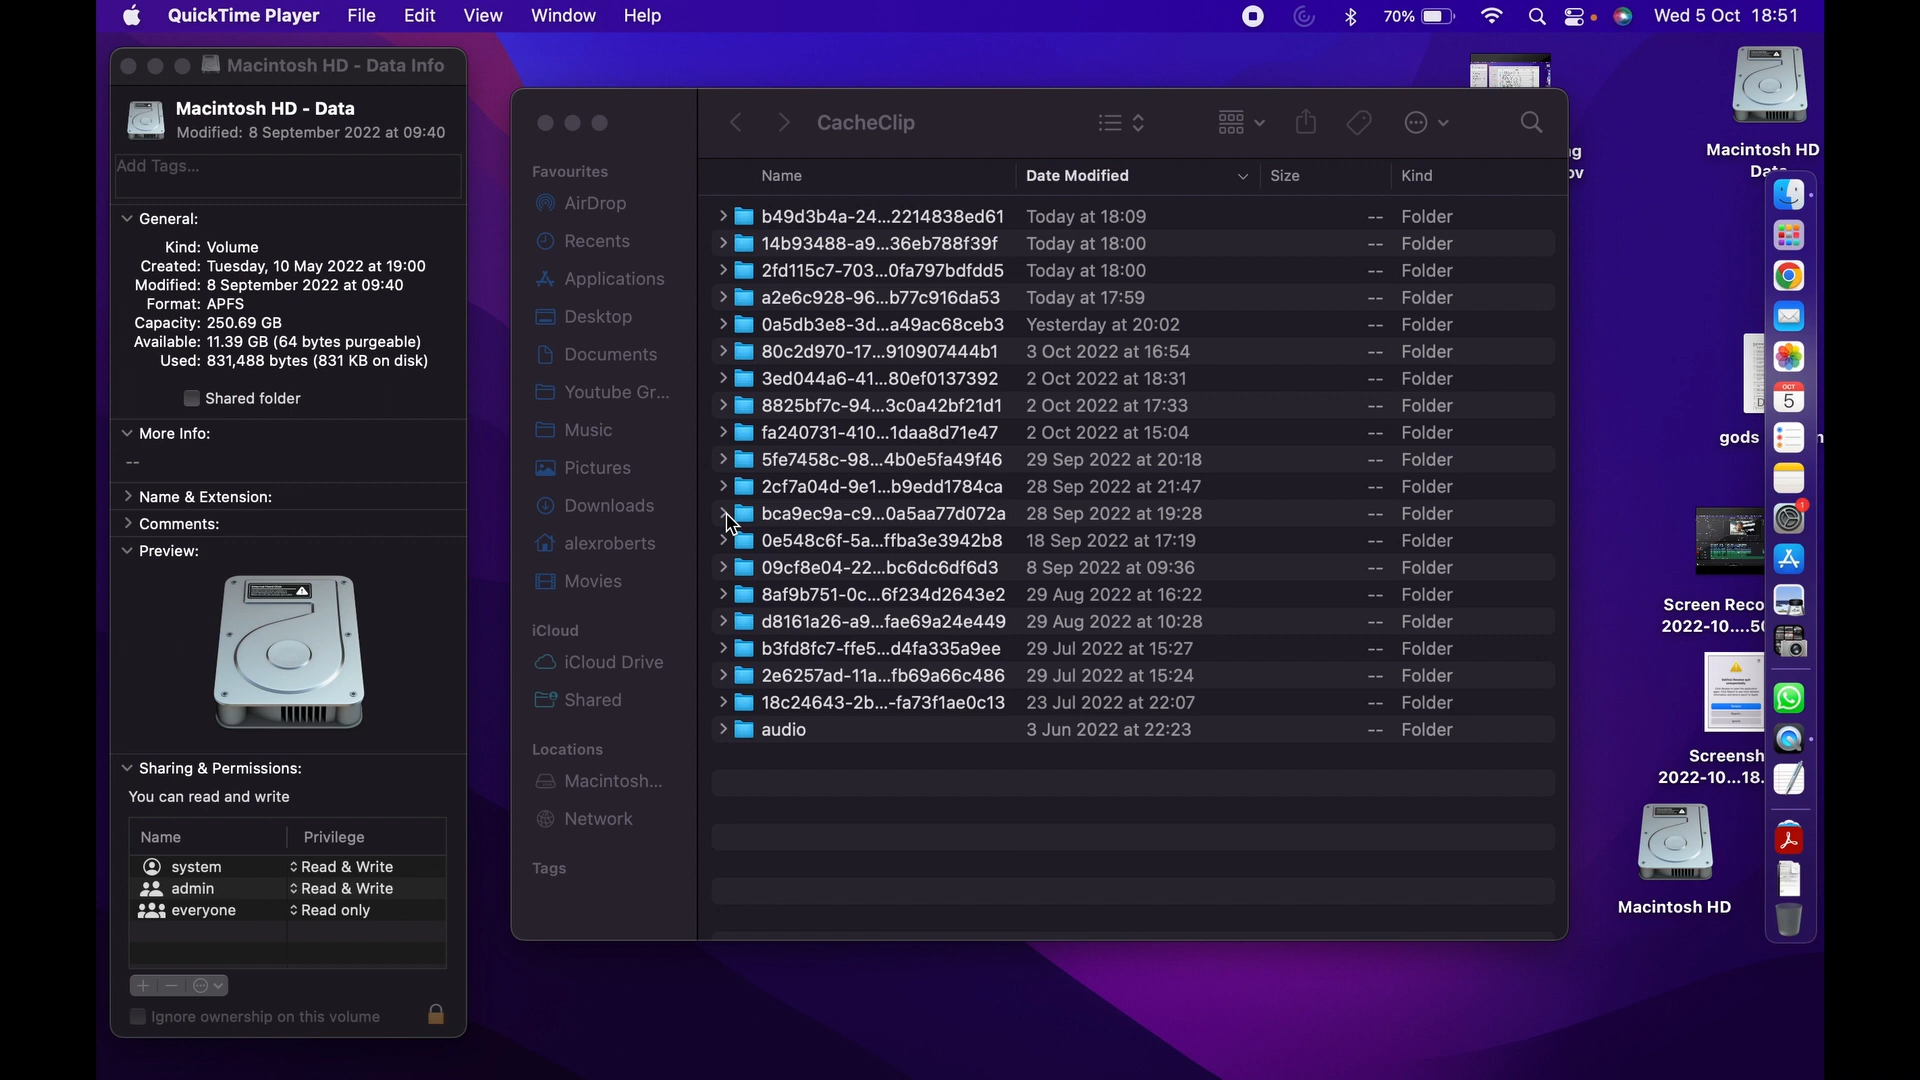 QuickTime Player File Edit View Window Help 70% Wed 5 Oct 18:51
Macintosh HD - Data Info
Macintosh HD - Data
Modified: 8 September 2022 at 09:40
Add Tags...
General:
Kind: Volume
Created: Tuesday, 10 May 2022 at 19:00
Modified: 8 September 2022 at 09:40
Format: APFS
Capacity: 250.69 GB
Available: 11.39 GB (64 bytes purgeable)
Used: 831,488 bytes (831 KB on disk)
Shared folder
More Info:
--
Name & Extension:
Comments:
Preview:
Sharing & Permissions:
You can read and write
Name Privilege
system Read & Write
admin Read & Write
everyone Read only
Ignore ownership on this volume
Favourites
AirDrop
Recents
Applications
Desktop
Documents
Youtube Gr...
Music
Pictures
Downloads
alexroberts
Movies
iCloud
iCloud Drive
Shared
Locations
Macintosh...
Network
Tags
CacheClip
Name Date Modified Size Kind
b49d3b4a-24...2214838ed61 Today at 18:09 -- Folder
14b93488-a9...36eb788f39f Today at 18:00 -- Folder
2fd115c7-703...0fa797bdfdd5 Today at 18:00 -- Folder
a2e6c928-96...b77c916da53 Today at 17:59 -- Folder
0a5db3e8-3d...a49ac68ceb3 Yesterday at 20:02 -- Folder
80c2d970-17...910907444b1 3 Oct 2022 at 16:54 -- Folder
3ed044a6-41...80ef0137392 2 Oct 2022 at 18:31 -- Folder
8825bf7c-94...3c0a42bf21d1 2 Oct 2022 at 17:33 -- Folder
fa240731-410...1daa8d71e47 2 Oct 2022 at 15:04 -- Folder
5fe7458c-98...4b0e5fa49f46 29 Sep 2022 at 20:18 -- Folder
2cf7a04d-9e1...b9edd1784ca 28 Sep 2022 at 21:47 -- Folder
bca9ec9a-c9...0a5aa77d072a 28 Sep 2022 at 19:28 -- Folder
0e548c6f-5a...ffba3e3942b8 18 Sep 2022 at 17:19 -- Folder
09cf8e04-22...bc6dc6df6d3 8 Sep 2022 at 09:36 -- Folder
8af9b751-0c...6f234d2643e2 29 Aug 2022 at 16:22 -- Folder
d8161a26-a9...fae69a24e449 29 Aug 2022 at 10:28 -- Folder
b3fd8fc7-ffe5...d4fa335a9ee 29 Jul 2022 at 15:27 -- Folder
2e6257ad-11a...fb69a66c486 29 Jul 2022 at 15:24 -- Folder
18c24643-2b...-fa73f1ae0c13 23 Jul 2022 at 22:07 -- Folder
audio 3 Jun 2022 at 22:23 -- Folder
Macintosh HD
gods
Screen Reco
2022-10....50
Screensh
2022-10...18.
Macintosh HD
OCT
5
1